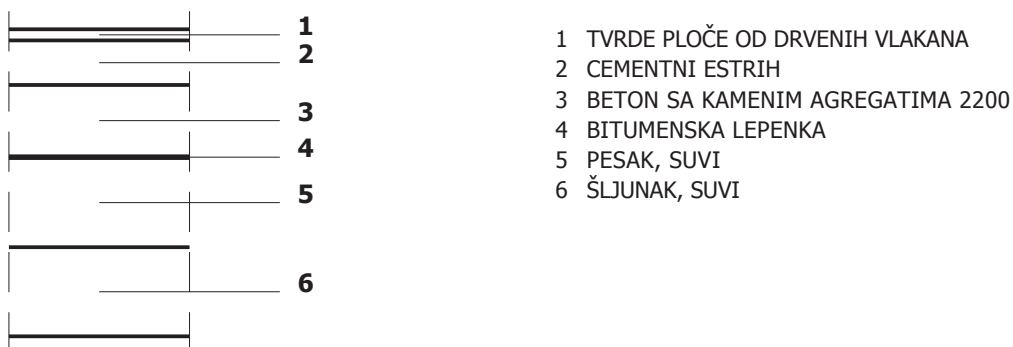 1
2
3
4
5
6
1 TVRDE PLOČE OD DRVENIH VLAKANA
2 CEMENTNI ESTRIH
3 BETON SA KAMENIM AGREGATIMA 2200
4 BITUMENSKA LEPENKA
5 PESAK, SUVI
6 ŠLJUNAK, SUVI